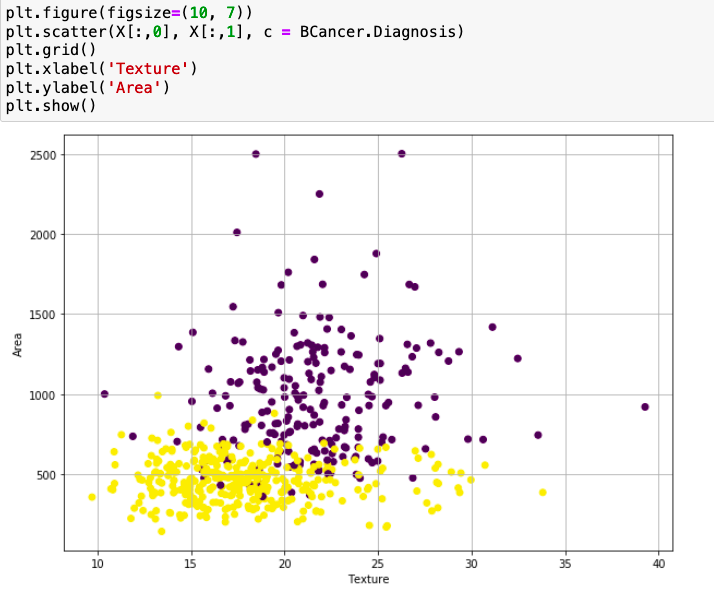 plt.figure(figsize=(10, 7))
plt.scatter(X[:,0], X[:,1], c = BCancer.Diagnosis)
plt.grid()
plt.xlabel('Texture')
plt.ylabel('Area')
plt.show()
2500
2000
1500
1000
500
Area
10
15
20
25
30
35
40
Texture